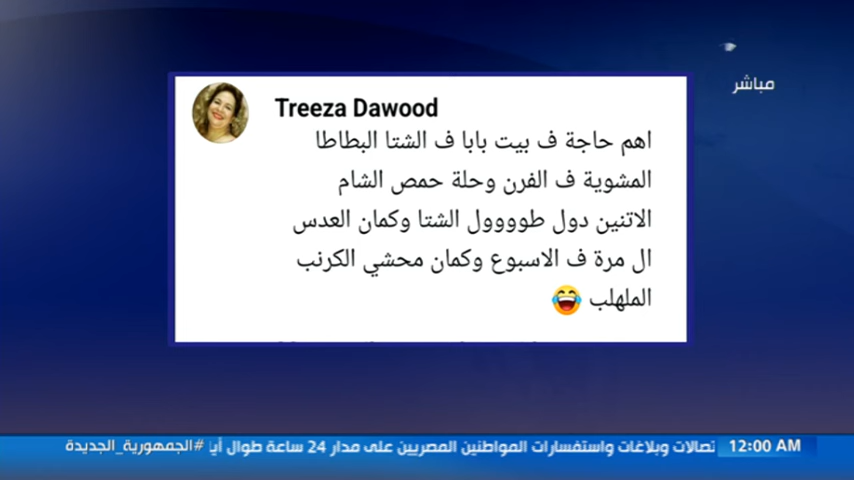 مباشر
Treeza Dawood
اهم حاجة ف بيت بابا ف الشتا البطاطا
المشوية ف الفرن وحلة حمص الشام
الاتنين دول طووووول الشتا وكمان العدس
ال مرة ف الاسبوع وكمان محشي الكرنب
الملهلب 😂
12:00 AM تصالات وبلاغات واستفسارات المواطنين المصريين على مدار 24 ساعة طوال أيا #الجمهورية_الجديدة